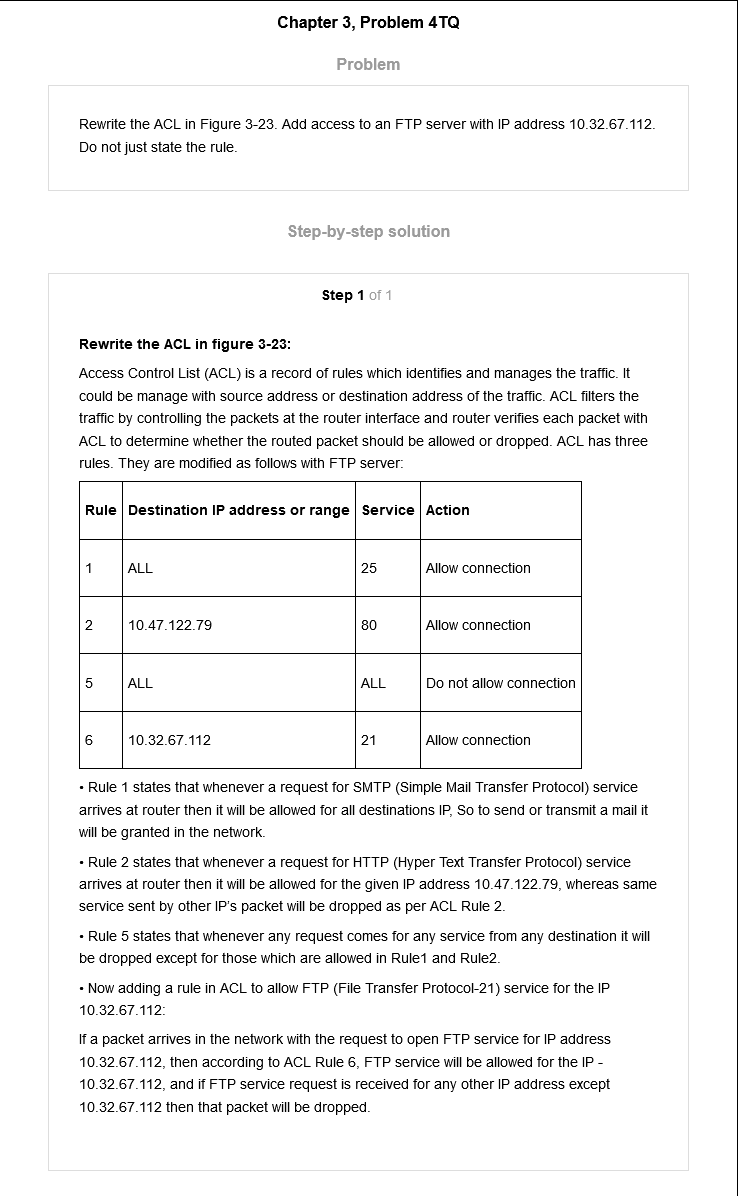 Chapter 3, Problem 4TQ
Problem
Rewrite the ACL in Figure 3-23. Add access to an FTP server with IP address 10.32.67.112.
Do not just state the rule.
Step-by-step solution
Step 1 of 1
Rewrite the ACL in figure 3-23:
Access Control List (ACL) is a record of rules which identifies and manages the traffic. It
could be manage with source address or destination address of the traffic. ACL filters the
traffic by controlling the packets at the router interface and router verifies each packet with
ACL to determine whether the routed packet should be allowed or dropped. ACL has three
rules. They are modified as follows with FTP server:
Rule Destination IP address or range Service Action
1 ALL 25 Allow connection
2 10.47.122.79 80 Allow connection
5 ALL ALL Do not allow connection
6 10.32.67.112 21 Allow connection
• Rule 1 states that whenever a request for SMTP (Simple Mail Transfer Protocol) service
arrives at router then it will be allowed for all destinations IP, So to send or transmit a mail it
will be granted in the network.
• Rule 2 states that whenever a request for HTTP (Hyper Text Transfer Protocol) service
arrives at router then it will be allowed for the given IP address 10.47.122.79, whereas same
service sent by other IP's packet will be dropped as per ACL Rule 2.
• Rule 5 states that whenever any request comes for any service from any destination it will
be dropped except for those which are allowed in Rule1 and Rule2.
• Now adding a rule in ACL to allow FTP (File Transfer Protocol-21) service for the IP
10.32.67.112:
If a packet arrives in the network with the request to open FTP service for IP address
10.32.67.112, then according to ACL Rule 6, FTP service will be allowed for the IP -
10.32.67.112, and if FTP service request is received for any other IP address except
10.32.67.112 then that packet will be dropped.